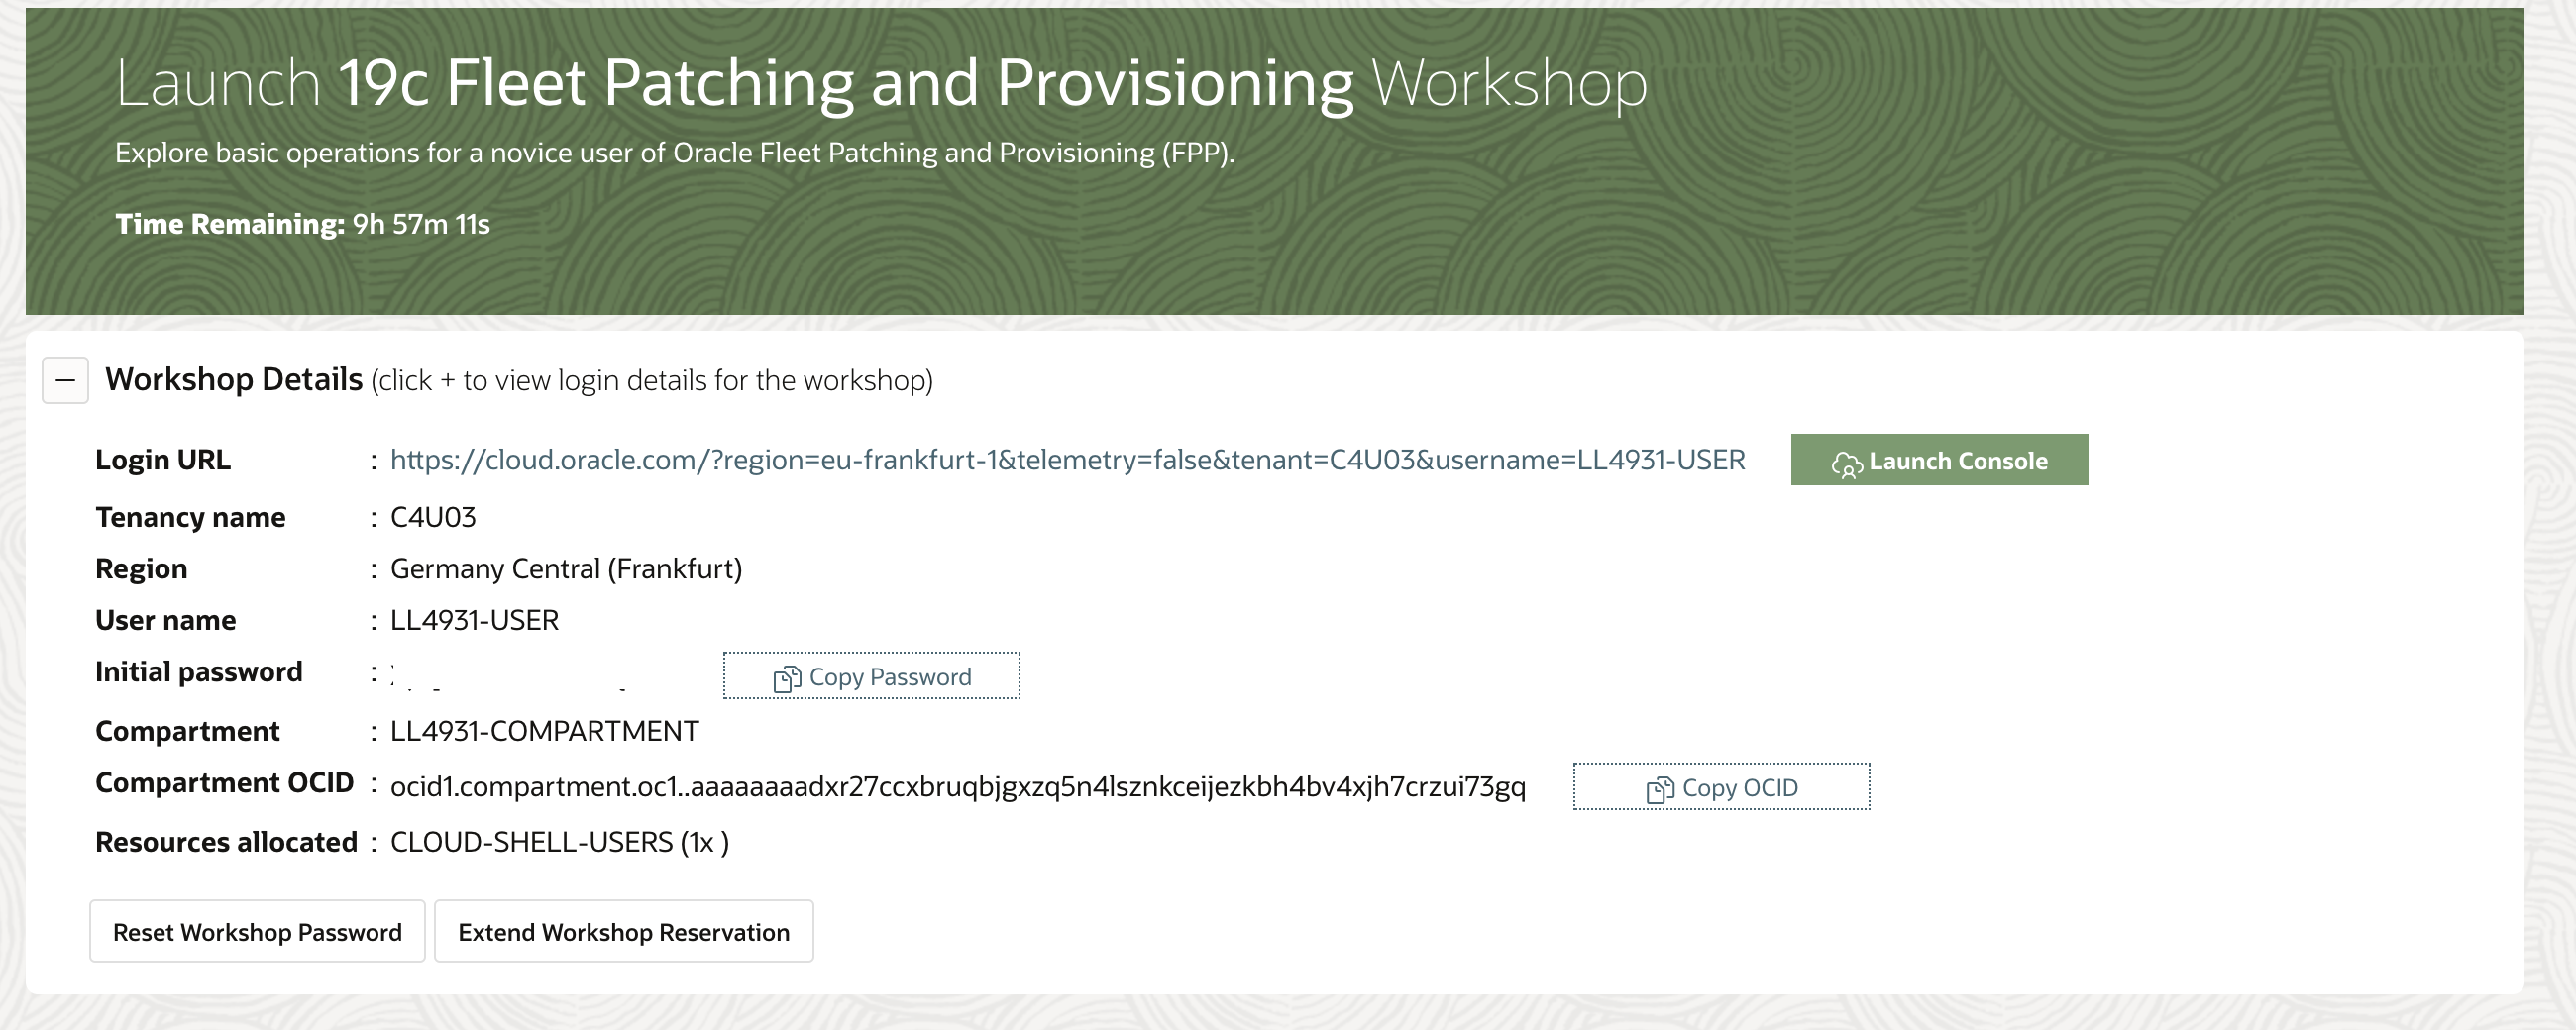 Launch 19c Fleet Patching and Provisioning Workshop
Explore basic operations for a novice user of Oracle Fleet Patching and Provisioning (FPP).
Time Remaining: 9h 57m 11s
Workshop Details (click + to view login details for the workshop)
Login URL : https://cloud.oracle.com/?region=eu-frankfurt-1&telemetry=false&tenant=C4U03&username=LL4931-USER Launch Console
Tenancy name : C4U03
Region : Germany Central (Frankfurt)
User name : LL4931-USER
Initial password : Copy Password
Compartment : LL4931-COMPARTMENT
Compartment OCID : ocid1.compartment.oc1..aaaaaaaadxr27ccxbruqbjgxzq5n4lsznkceijezkbh4bv4xjh7crzui73gq Copy OCID
Resources allocated : CLOUD-SHELL-USERS (1x )
Reset Workshop Password Extend Workshop Reservation